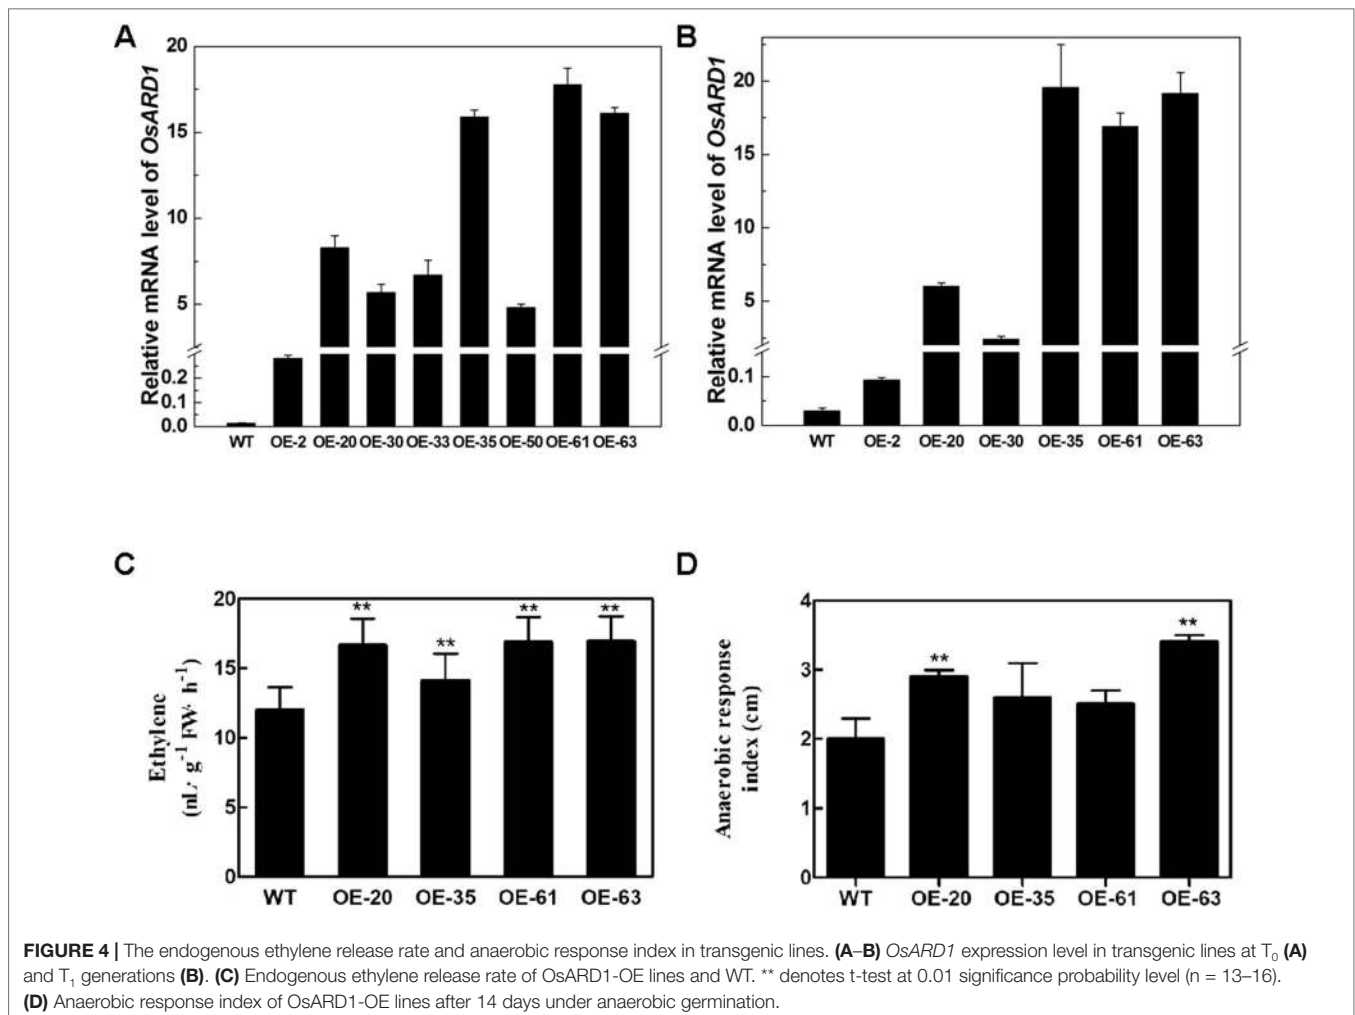 A
B
Relative mRNA level of OsARD1
20
15
10
5
0.2
0.1
0.0
WT OE-2 OE-20 OE-30 OE-33 OE-35 OE-50 OE-61 OE-63
Relative mRNA level of OsARD1
20
15
10
5
0.1
0.0
WT OE-2 OE-20 OE-30 OE-35 OE-61 OE-63
C
D
Ethylene
(nL· g⁻¹ FW· h⁻¹)
20
15
10
5
0
** ** ** **
WT OE-20 OE-35 OE-61 OE-63
Anaerobic response
index (cm)
4
3
2
1
0
** **
WT OE-20 OE-35 OE-61 OE-63
FIGURE 4 | The endogenous ethylene release rate and anaerobic response index in transgenic lines. (A–B) OsARD1 expression level in transgenic lines at T₀ (A)
and T₁ generations (B). (C) Endogenous ethylene release rate of OsARD1-OE lines and WT. ** denotes t-test at 0.01 significance probability level (n = 13–16).
(D) Anaerobic response index of OsARD1-OE lines after 14 days under anaerobic germination.